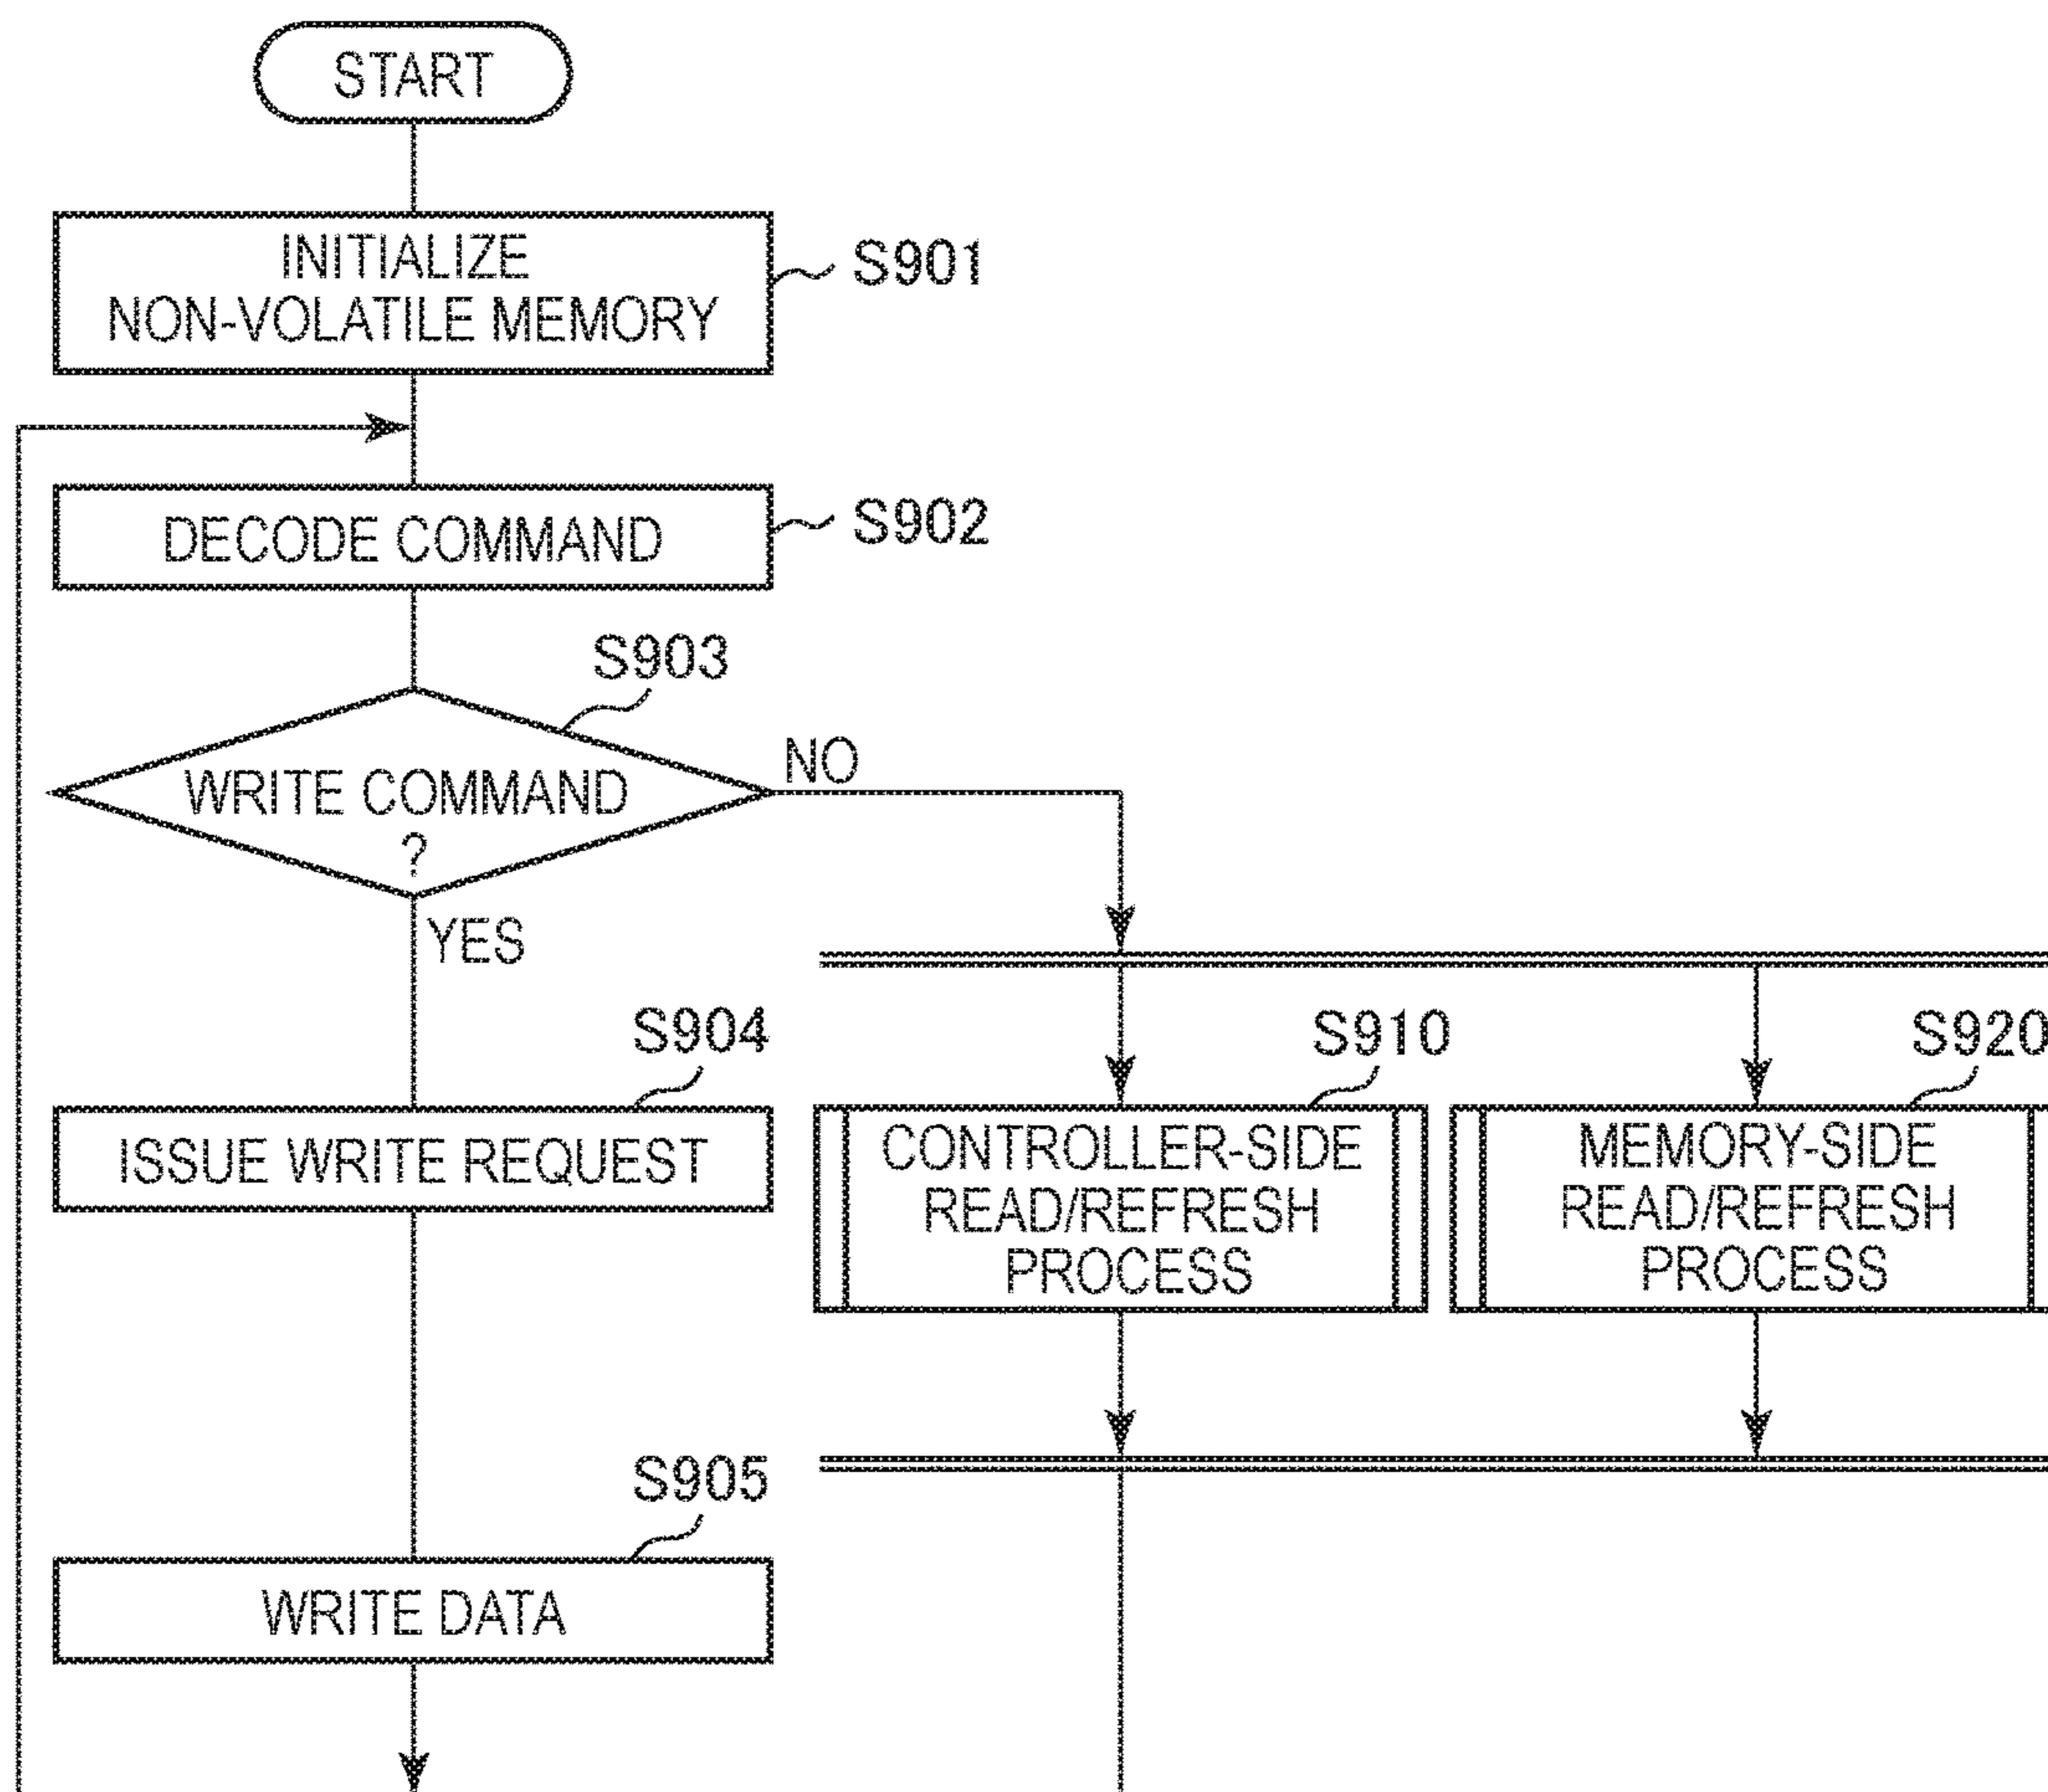 START
INITIALIZE
NON-VOLATILE MEMORY
S901
DECODE COMMAND
S902
S903
WRITE COMMAND
?
NO
YES
S904
ISSUE WRITE REQUEST
S910
CONTROLLER-SIDE
READ/REFRESH
PROCESS
S920
MEMORY-SIDE
READ/REFRESH
PROCESS
S905
WRITE DATA